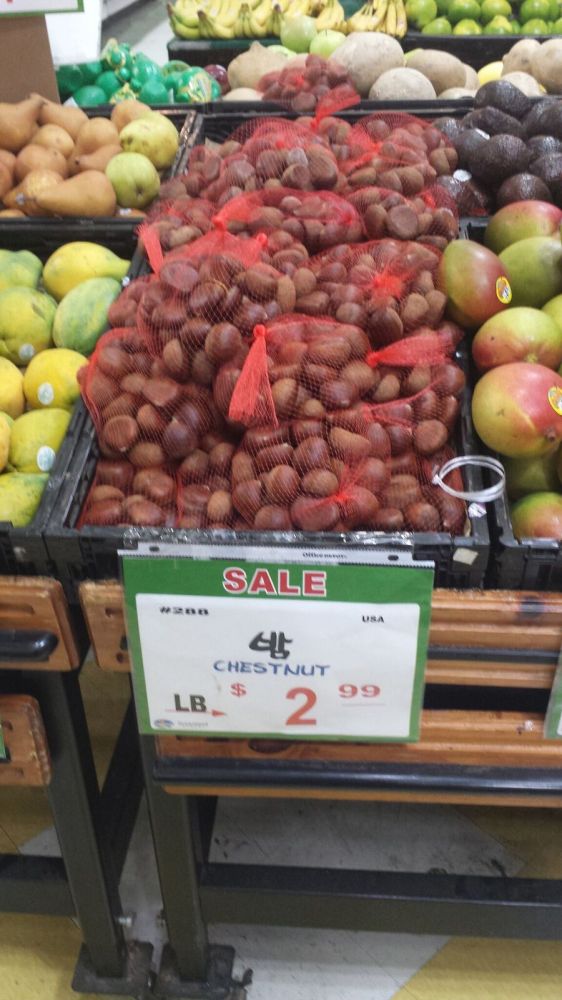 SALE
#288
USA
밤
CHESTNUT
LB $ 2 99